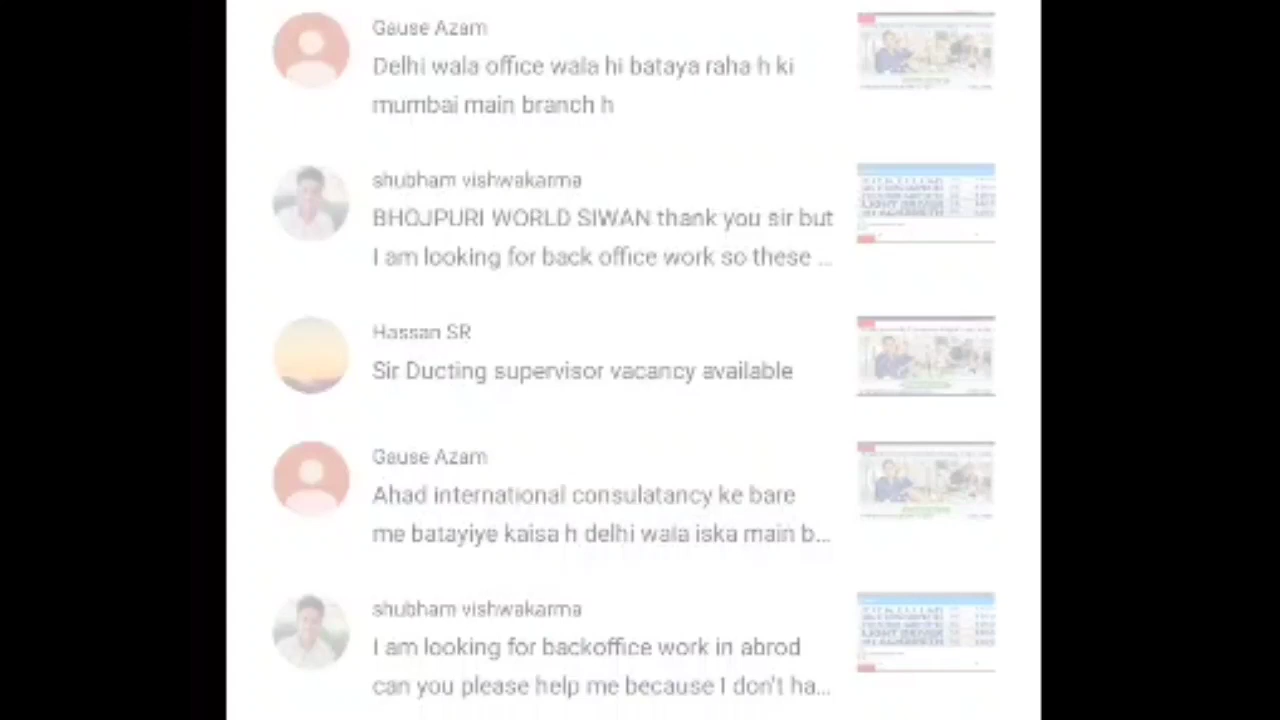 Gause Azam
Delhi wala office wala hi bataya raha h ki
mumbai main branch h
shubham vishwakarma
BHOJPURI WORLD SIWAN thank you sir but
I am looking for back office work so these ...
Hassan SR
Sir Ducting supervisor vacancy available
Gause Azam
Ahad international consulatancy ke bare
me batayiye kaisa h delhi wala iska main b...
shubham vishwakarma
I am looking for backoffice work in abrod
can you please help me because I don't ha...